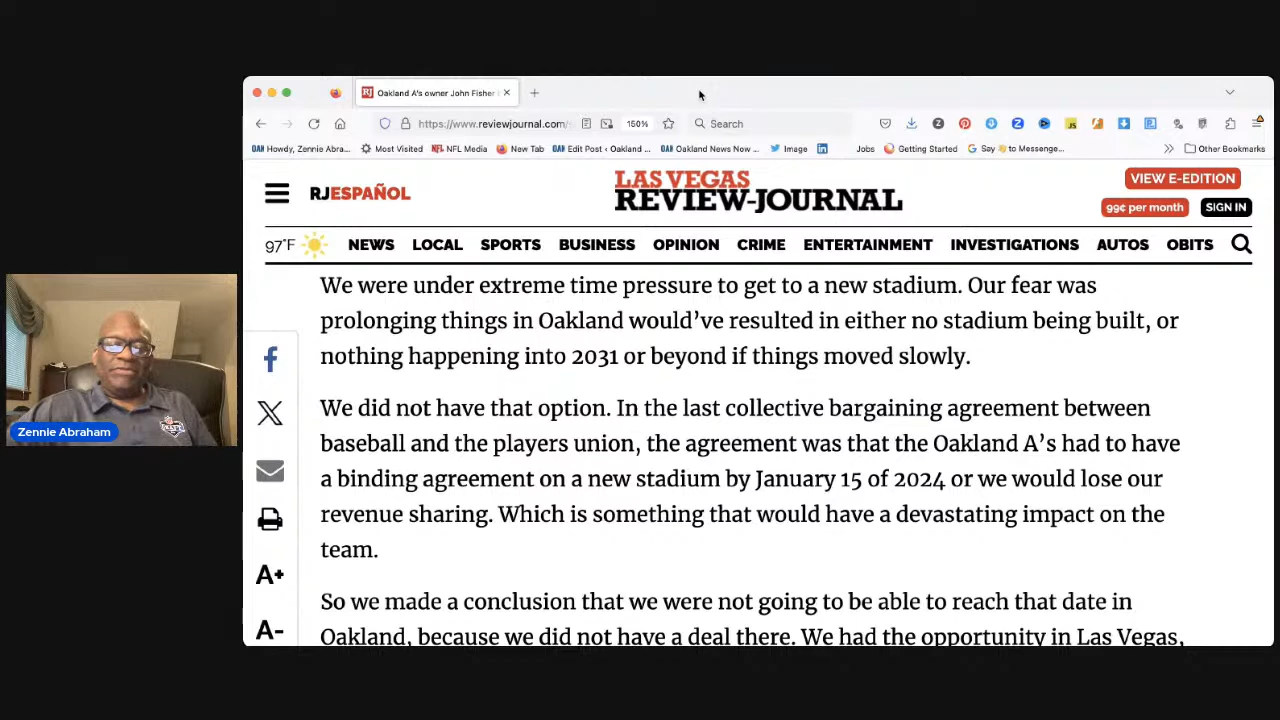 Oakland A's owner John Fisher
https://www.reviewjournal.com/
150%
Search
Howdy, Zennie Abra...
Most Visited
NFL Media
New Tab
Edit Post ‹ Oakland ...
Oakland News Now ...
Image
Jobs
Getting Started
Say 👋 to Messenge...
Other Bookmarks
RJESPAÑOL
LAS VEGAS
REVIEW-JOURNAL
VIEW E-EDITION
99¢ per month
SIGN IN
97°F
NEWS LOCAL SPORTS BUSINESS OPINION CRIME ENTERTAINMENT INVESTIGATIONS AUTOS OBITS
We were under extreme time pressure to get to a new stadium. Our fear was
prolonging things in Oakland would’ve resulted in either no stadium being built, or
nothing happening into 2031 or beyond if things moved slowly.
We did not have that option. In the last collective bargaining agreement between
baseball and the players union, the agreement was that the Oakland A’s had to have
a binding agreement on a new stadium by January 15 of 2024 or we would lose our
revenue sharing. Which is something that would have a devastating impact on the
team.
So we made a conclusion that we were not going to be able to reach that date in
Oakland, because we did not have a deal there. We had the opportunity in Las Vegas,
A+
A-
Zennie Abraham